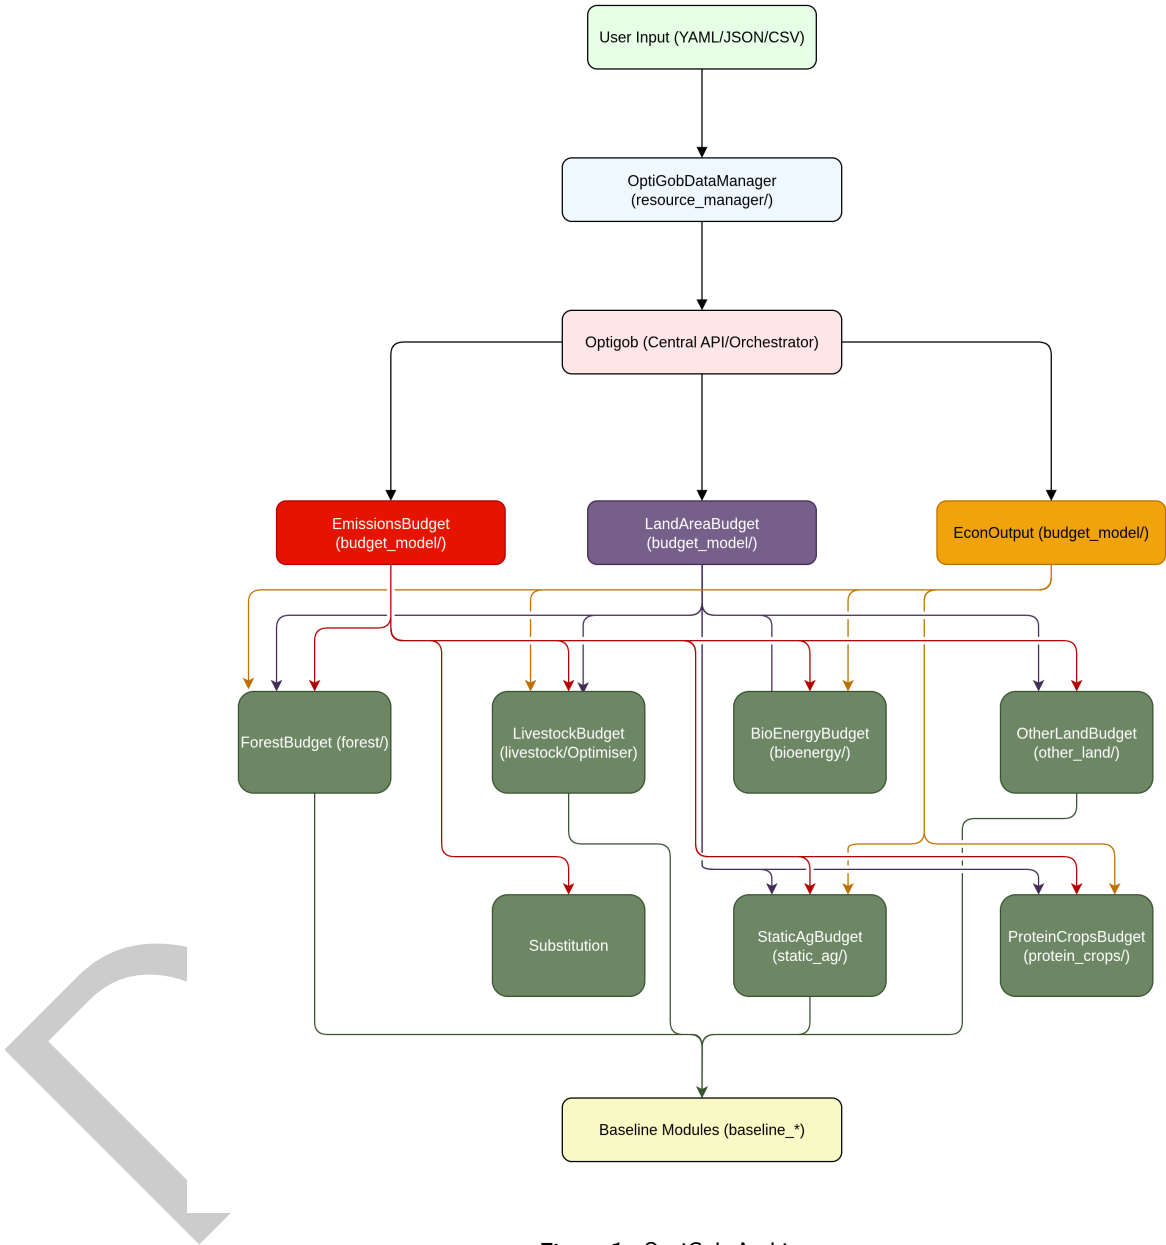 User Input (YAML/JSON/CSV)
OptiGobDataManager
(resource_manager/)
Optigob (Central API/Orchestrator)
EmissionsBudget
(budget_model/)
LandAreaBudget
(budget_model/)
EconOutput (budget_model/)
ForestBudget (forest/)
LivestockBudget
(livestock/Optimiser)
BioEnergyBudget
(bioenergy/)
OtherLandBudget
(other_land/)
Substitution
StaticAgBudget
(static_ag/)
ProteinCropsBudget
(protein_crops/)
Baseline Modules (baseline_*)